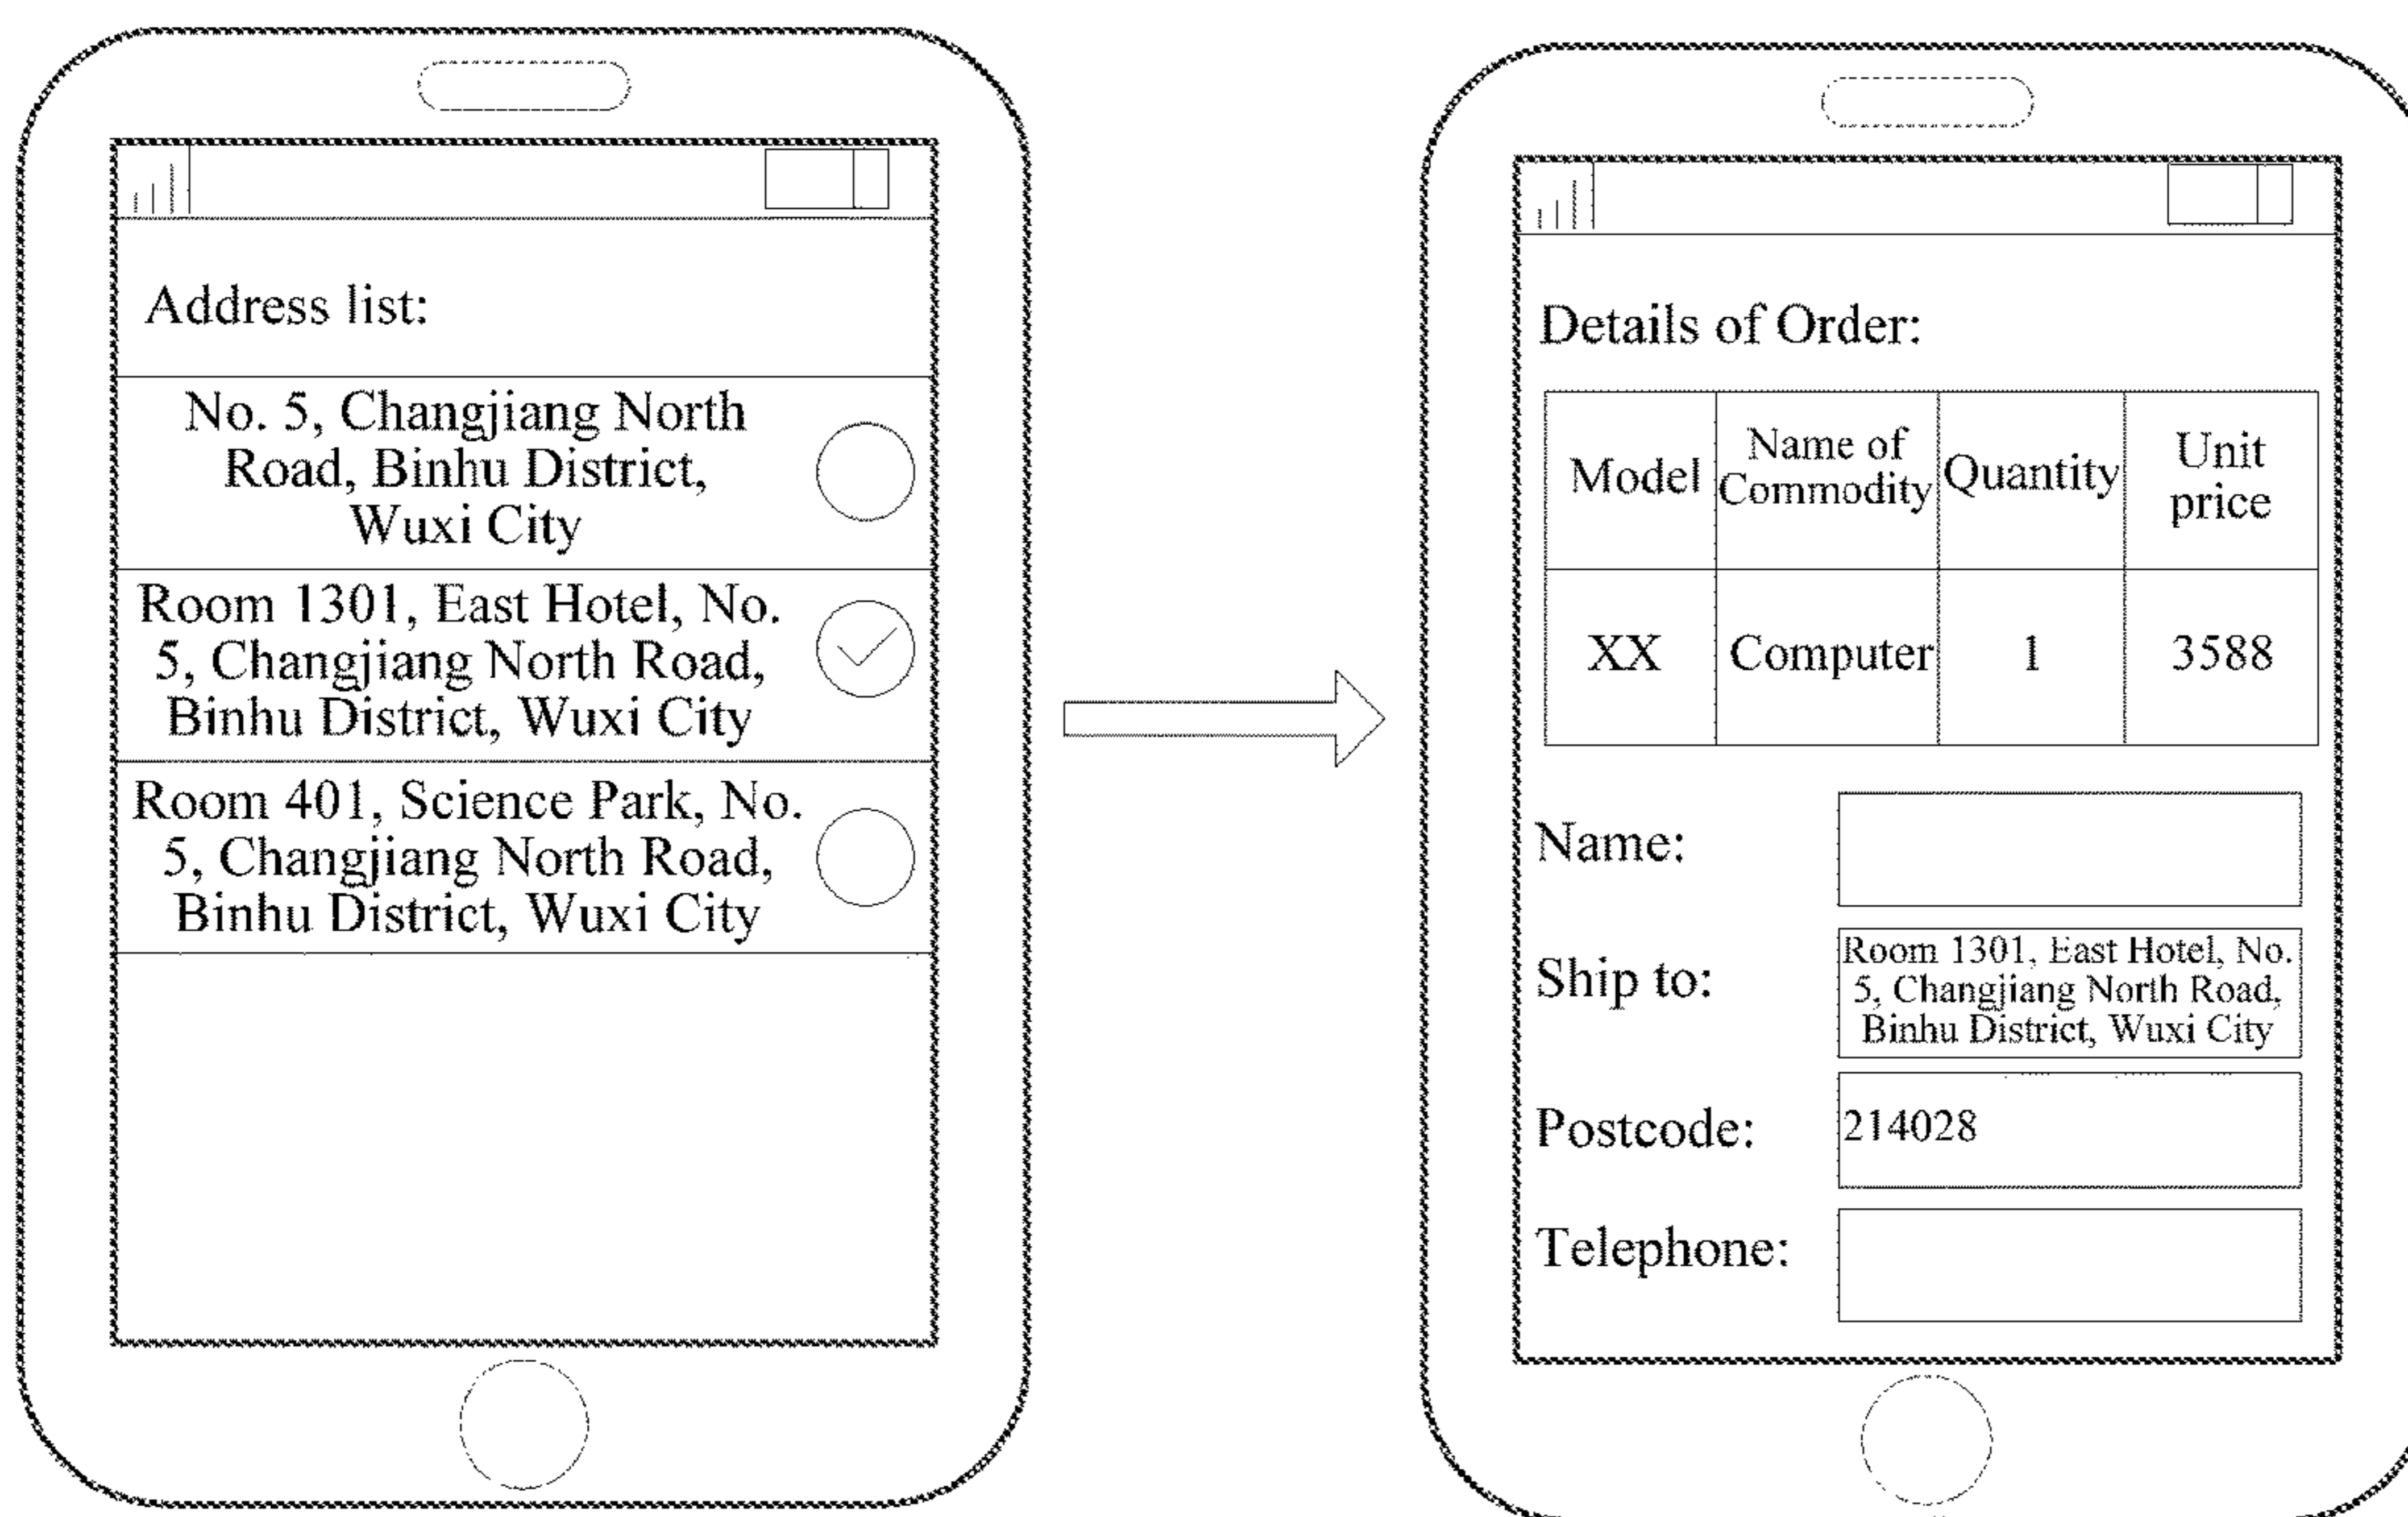 Address list:
No. 5, Changjiang North
Road, Binhu District,
Wuxi City
Room 1301, East Hotel, No.
5, Changjiang North Road,
Binhu District, Wuxi City
Room 401, Science Park, No.
5, Changjiang North Road,
Binhu District, Wuxi City
Details of Order:
Model
Name of
Commodity
Quantity
Unit
price
XX
Computer
1
3588
Name:
Ship to:
Room 1301, East Hotel, No.
5, Changjiang North Road,
Binhu District, Wuxi City
Postcode:
214028
Telephone: